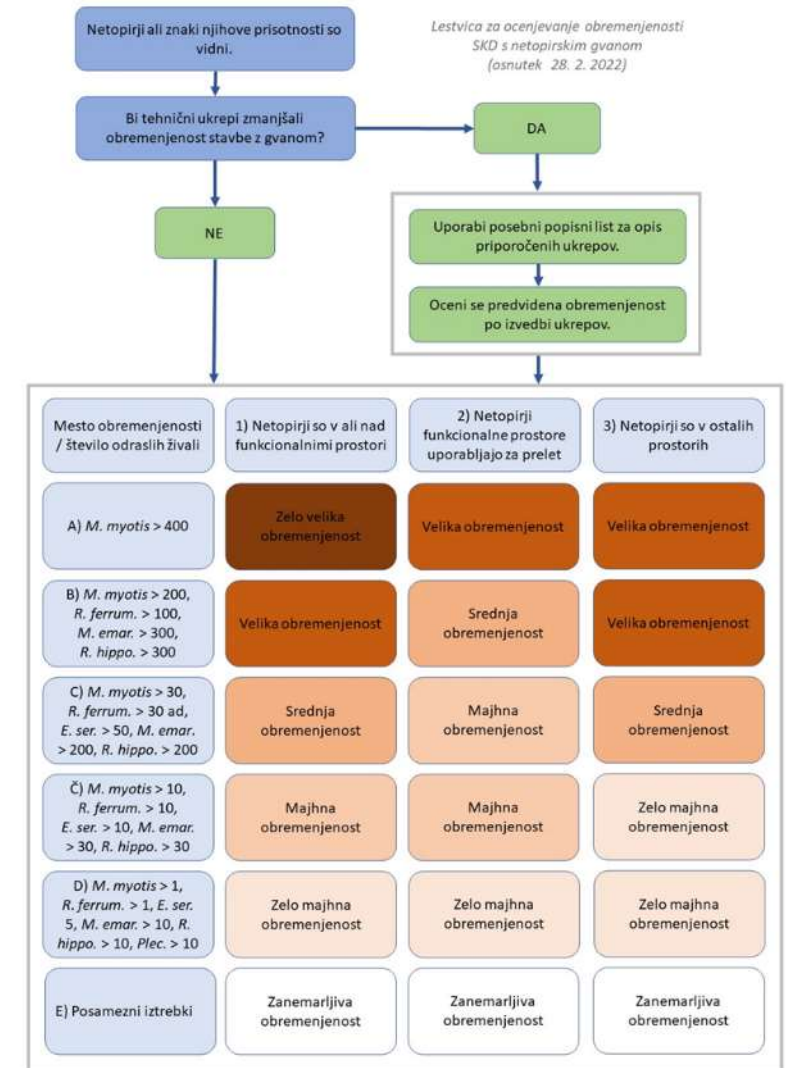 Netopirji ali znaki njihove prisotnosti so
vidni.
Lestvica za ocenjevanje obremenjenosti
SKD s netopirskim gvanom
(osnutek 28. 2. 2022)
Bi tehnični ukrepi zmanjšali
obremenjenost stavbe z gvanom?
DA
NE
Uporabi posebni popisni list za opis
priporočenih ukrepov.
Oceni se predvidena obremenjenost
po izvedbi ukrepov.
Mesto obremenjenosti
/ število odraslih živali
1) Netopirji so v ali nad
funkcionalnimi prostori
2) Netopirji
funkcionalne prostore
uporabljajo za prelet
3) Netopirji so v ostalih
prostorih
A) M. myotis > 400
Zelo velika
obremenjenost
Velika obremenjenost
Velika obremenjenost
B) M. myotis > 200,
R. ferrum. > 100,
M. emar. > 300,
R. hippo. > 300
Velika obremenjenost
Srednja
obremenjenost
Velika obremenjenost
C) M. myotis > 30,
R. ferrum. > 30 ad,
E. ser. > 50, M. emar.
> 200, R. hippo. > 200
Srednja
obremenjenost
Majhna
obremenjenost
Srednja
obremenjenost
Č) M. myotis > 10,
R. ferrum. > 10,
E. ser. > 10, M. emar.
> 30, R. hippo. > 30
Majhna
obremenjenost
Majhna
obremenjenost
Zelo majhna
obremenjenost
D) M. myotis > 1,
R. ferrum. > 1, E. ser.
5, M. emar. > 10, R.
hippo. > 10, Plec. > 10
Zelo majhna
obremenjenost
Zelo majhna
obremenjenost
Zelo majhna
obremenjenost
E) Posamezni iztrebki
Zanemarljiva
obremenjenost
Zanemarljiva
obremenjenost
Zanemarljiva
obremenjenost